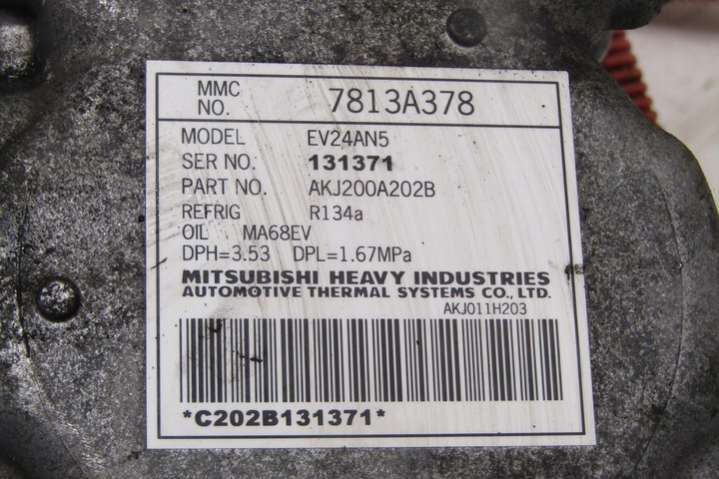 MMC NO. 7813A378
MODEL EV24AN5
SER NO. 131371
PART NO. AKJ200A202B
REFRIG R134a
OIL MA68EV
DPH=3.53 DPL=1.67MPa
MITSUBISHI HEAVY INDUSTRIES
AUTOMOTIVE THERMAL SYSTEMS CO., LTD.
AKJ011H203
*C202B131371*